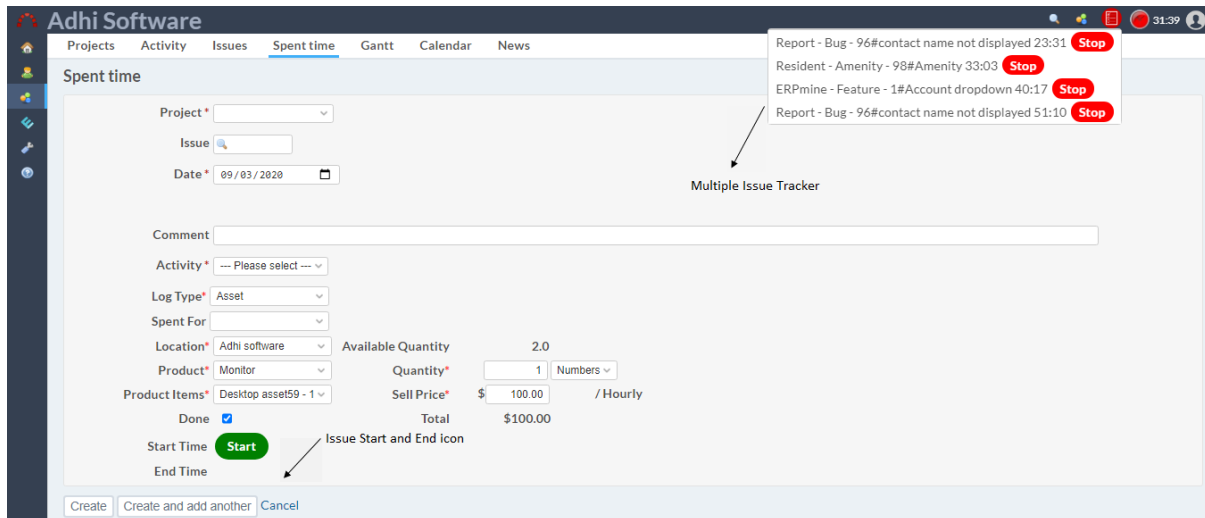 Adhi Software
31:39
Projects Activity Issues Spent time Gantt Calendar News
Report - Bug - 96#contact name not displayed 23:31 Stop
Resident - Amenity - 98#Amenity 33:03 Stop
ERPmine - Feature - 1#Account dropdown 40:17 Stop
Report - Bug - 96#contact name not displayed 51:10 Stop
Spent time
Project *
Issue
Date * 09/03/2020
Multiple Issue Tracker
Comment
Activity * --- Please select ---
Log Type* Asset
Spent For
Location* Adhi software Available Quantity 2.0
Product* Monitor Quantity* 1 Numbers
Product Items* Desktop asset59 - 1 Sell Price* $ 100.00 / Hourly
Done Total $100.00
Issue Start and End icon
Start Time Start
End Time
Create Create and add another Cancel